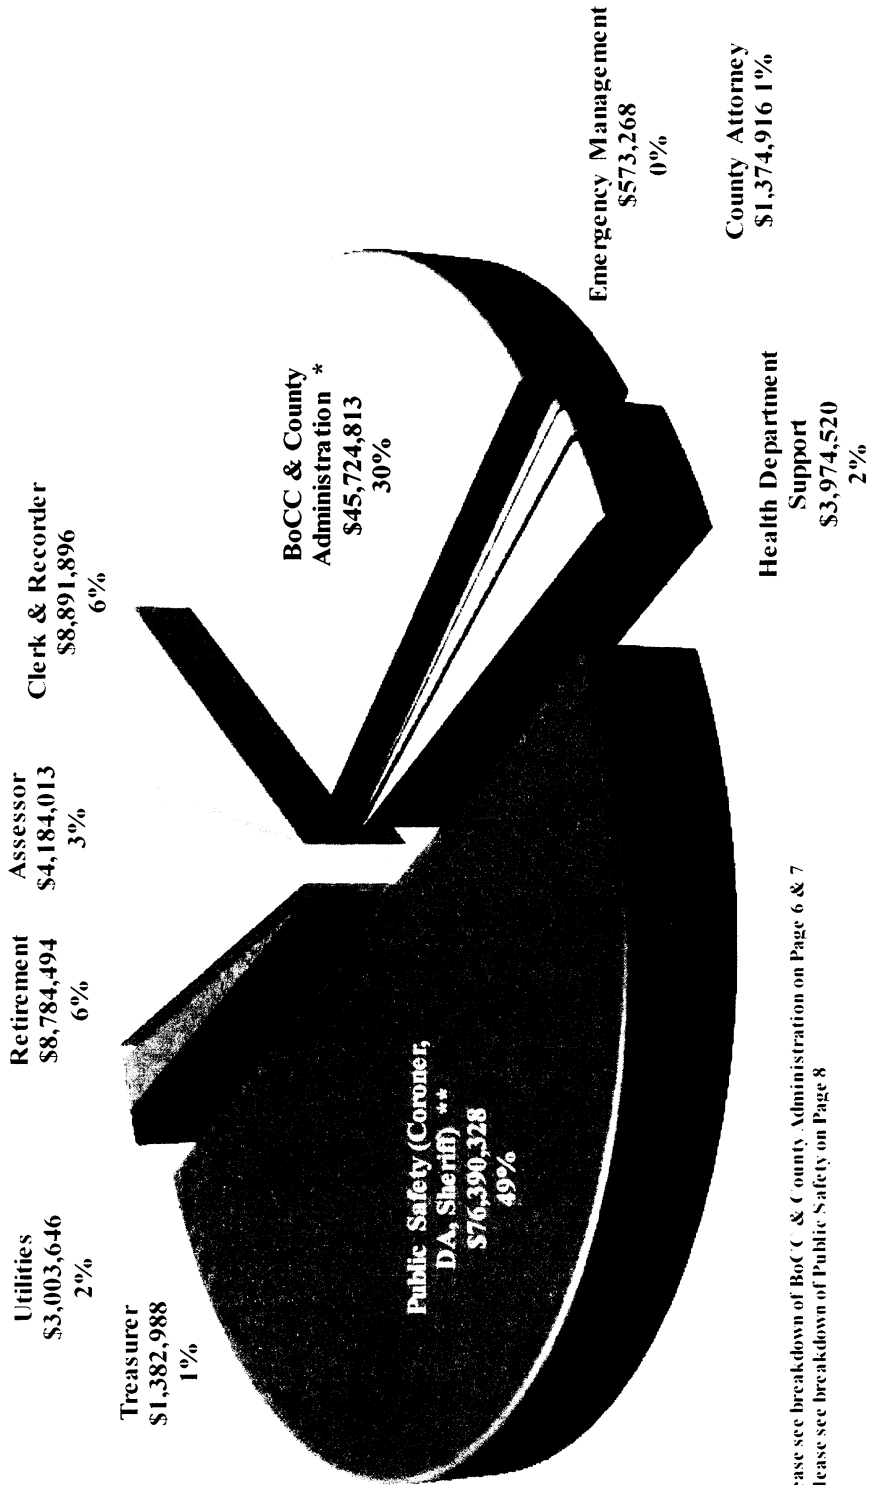 Utilities
$3,003,646
2%
Retirement
$8,784,494
6%
Assessor
$4,184,013
3%
Clerk & Recorder
$8,891,896
6%
Treasurer
$1,382,988
1%
BoCC & County
Administration *
$45,724,813
30%
Public Safety (Coroner,
DA, Sheriff) **
$76,390,328
49%
Emergency Management
$573,268
0%
County Attorney
$1,374,916 1%
Health Department
Support
$3,974,520
2%
see breakdown of BoCC & County Administration on Page 6 & 7
see breakdown of Public Safety on Page 8